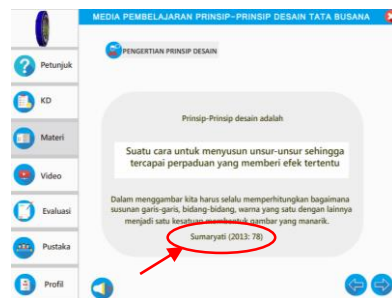 MEDIA PEMBELAJARAN PRINSIP-PRINSIP DESAIN TATA BUSANA
PENGERTIAN PRINSIP DESAIN
Petunjuk
KD
Materi
Video
Evaluasi
Pustaka
Profil
Prinsip-Prinsip desain adalah
Suatu cara untuk menyusun unsur-unsur sehingga
tercapai perpaduan yang memberi efek tertentu
Dalam menggambar kita harus selalu memperhitungkan bagaimana
susunan garis-garis, bidang-bidang, warna yang satu dengan lainnya
menjadi satu kesatuan membentuk gambar yang manarik.
Sumaryati (2013: 78)